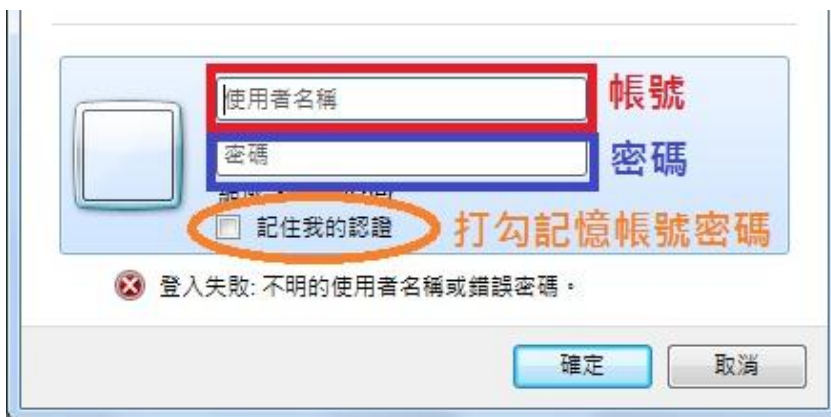 使用者名稱 帳號
密碼 密碼
記住我的認證 打勾記憶帳號密碼
登入失敗: 不明的使用者名稱或錯誤密碼。
確定 取消